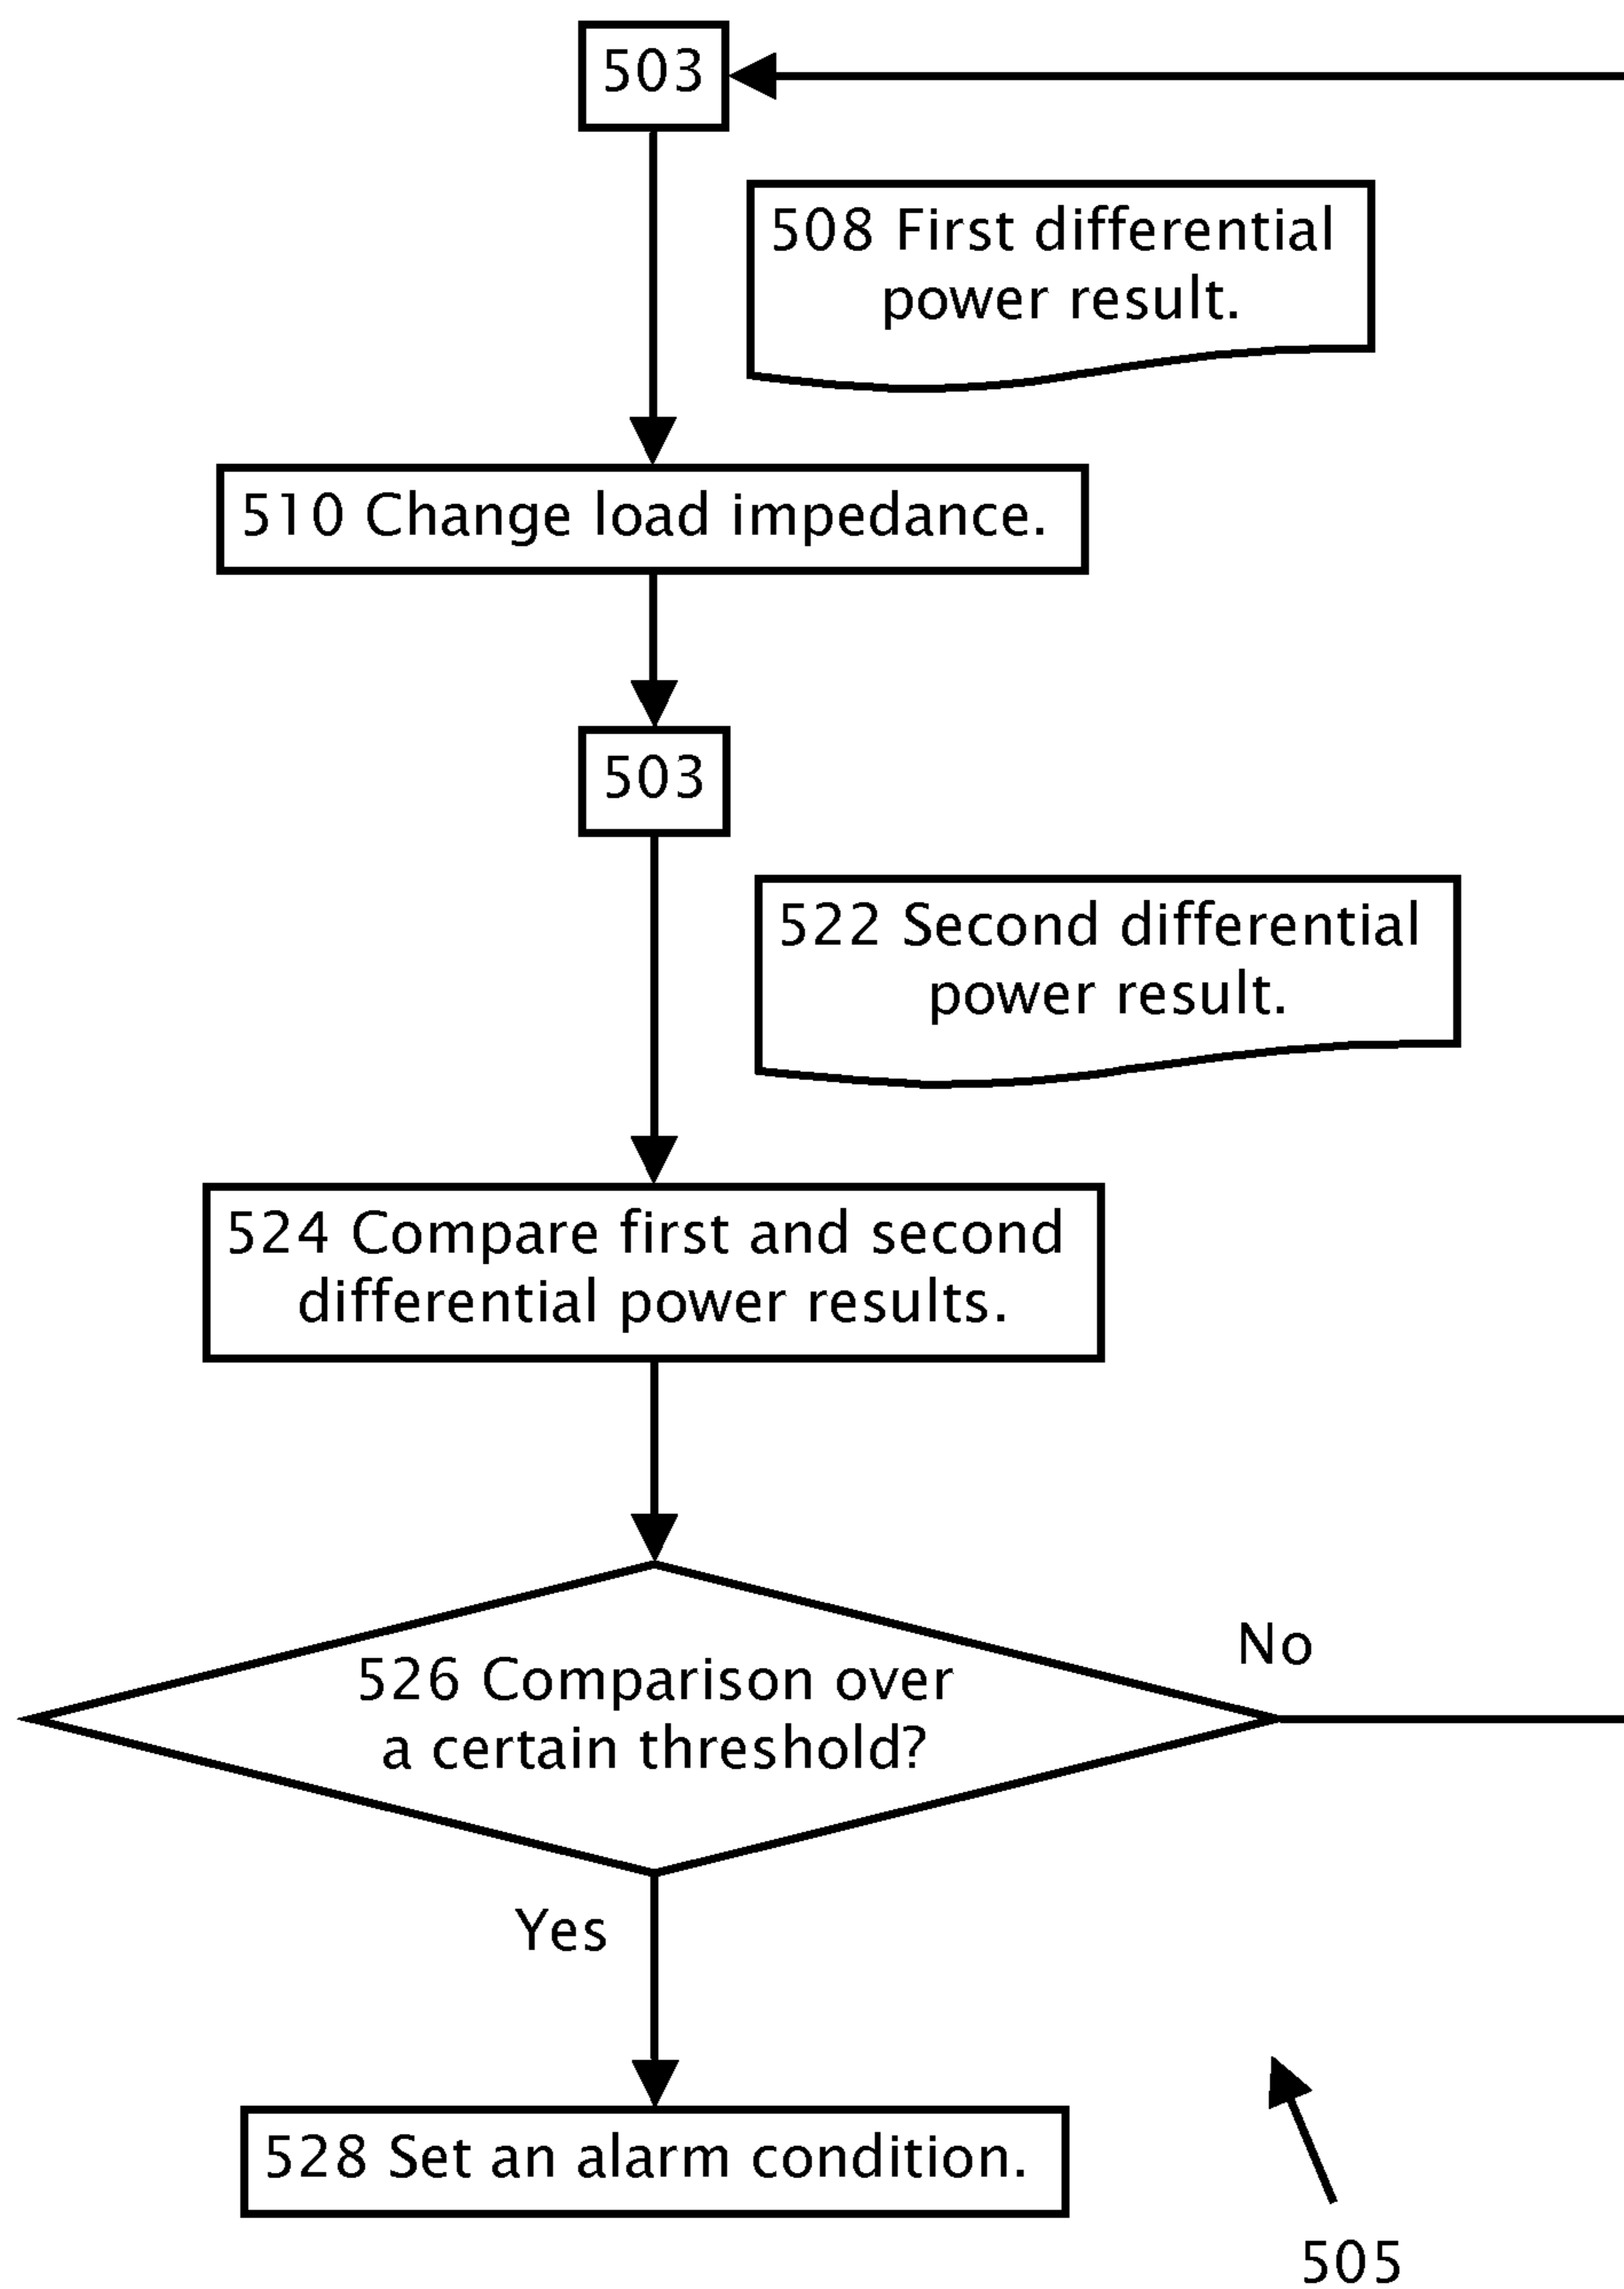 503
508 First differential
power result.
510 Change load impedance.
503
522 Second differential
power result.
524 Compare first and second
differential power results.
526 Comparison over
a certain threshold?
No
Yes
528 Set an alarm condition.
505